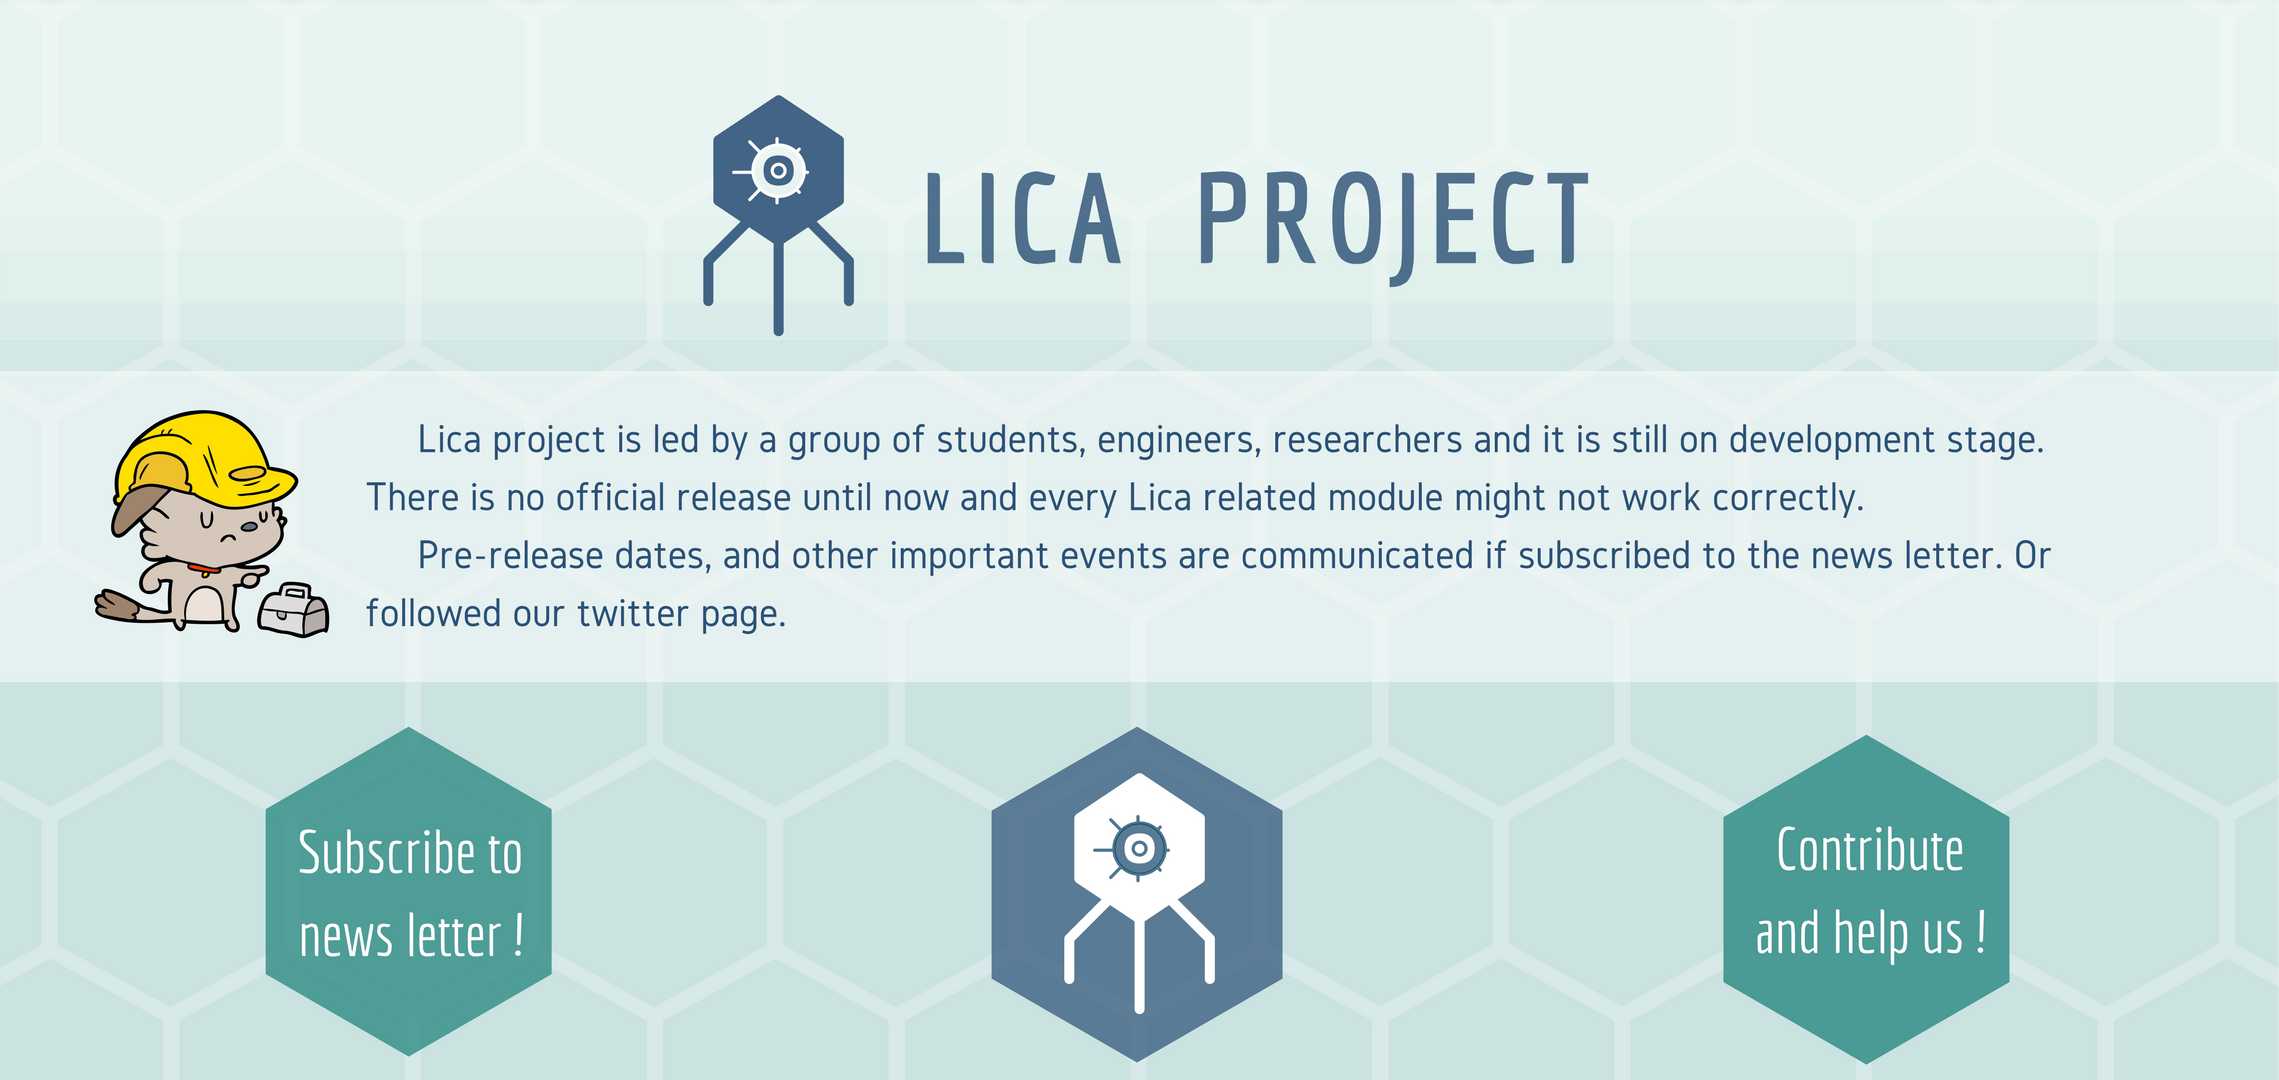 LICA PROJECT
Lica project is led by a group of students, engineers, researchers and it is still on development stage.
There is no official release until now and every Lica related module might not work correctly.
Pre-release dates, and other important events are communicated if subscribed to the news letter. Or
followed our twitter page.
Subscribe to
news letter !
Contribute
and help us !